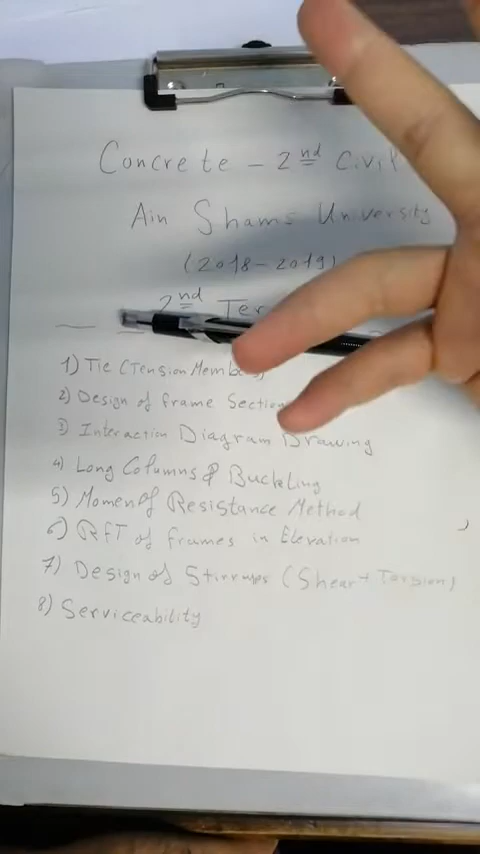 Concrete - 2nd Civil
Ain Shams University
(2018-2019)
2nd Ter
1) Tie (Tension Member)
2) Design of frame Section
3) Interaction Diagram Drawing
4) Long Columns & Buckling
5) Moment of Resistance Method
6) RFT of frames in Elevation
7) Design of Stirrups (Shear + Torsion)
8) Serviceability